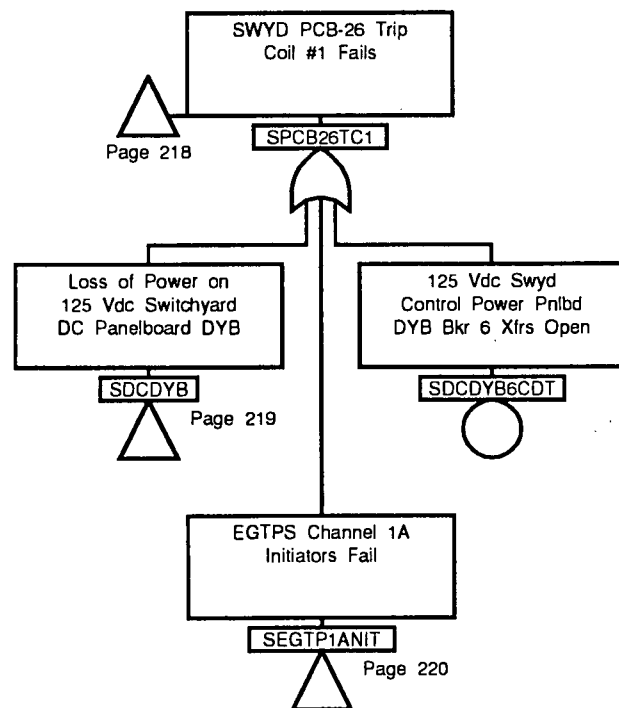 SWYD PCB-26 Trip
Coil #1 Fails
Page 218
SPCB26TC1
Loss of Power on
125 Vdc Switchyard
DC Panelboard DYB
SDCDYB
Page 219
125 Vdc Swyd
Control Power Pnlbd
DYB Bkr 6 Xfrs Open
SDCDYB6CDT
EGTPS Channel 1A
Initiators Fail
SEGTP1ANIT
Page 220